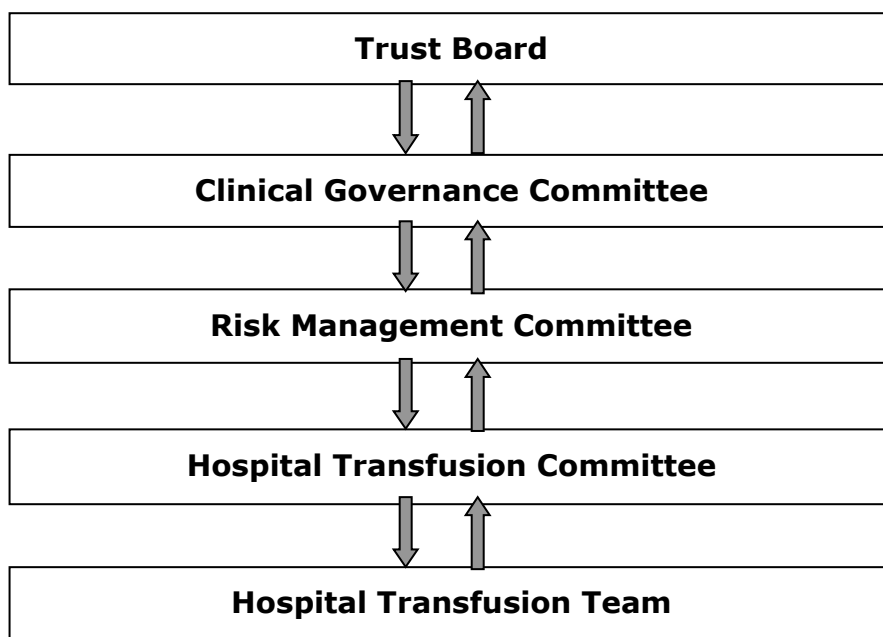 Trust Board
Clinical Governance Committee
Risk Management Committee
Hospital Transfusion Committee
Hospital Transfusion Team